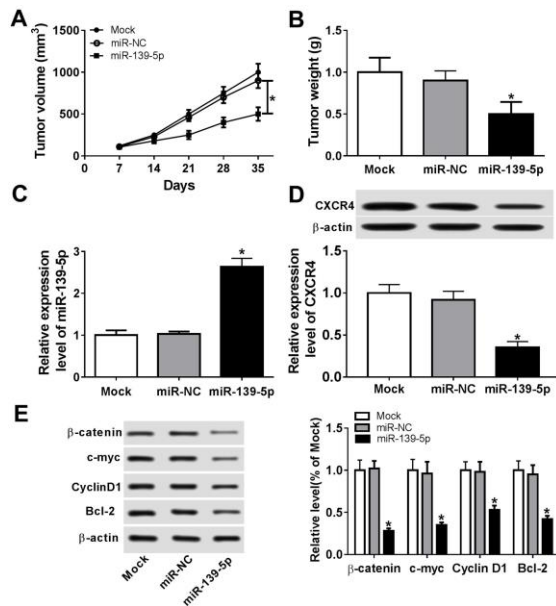 A
Tumor volume (mm³)
1500
1000
500
0
0 7 14 21 28 35
Days
Mock
miR-NC
miR-139-5p
*
B
Tumor weight (g)
1.5
1.0
0.5
0.0
*
Mock miR-NC miR-139-5p
C
Relative expression
level of miR-139-5p
3
2
1
0
*
Mock miR-NC miR-139-5p
D
CXCR4
β-actin
Relative expression
level of CXCR4
1.5
1.0
0.5
0.0
*
Mock miR-NC miR-139-5p
E
β-catenin
c-myc
CyclinD1
Bcl-2
β-actin
Mock miR-NC miR-139-5p
Relative level(% of Mock)
1.5
1.0
0.5
0.0
Mock
miR-NC
miR-139-5p
* * * *
β-catenin c-myc Cyclin D1 Bcl-2